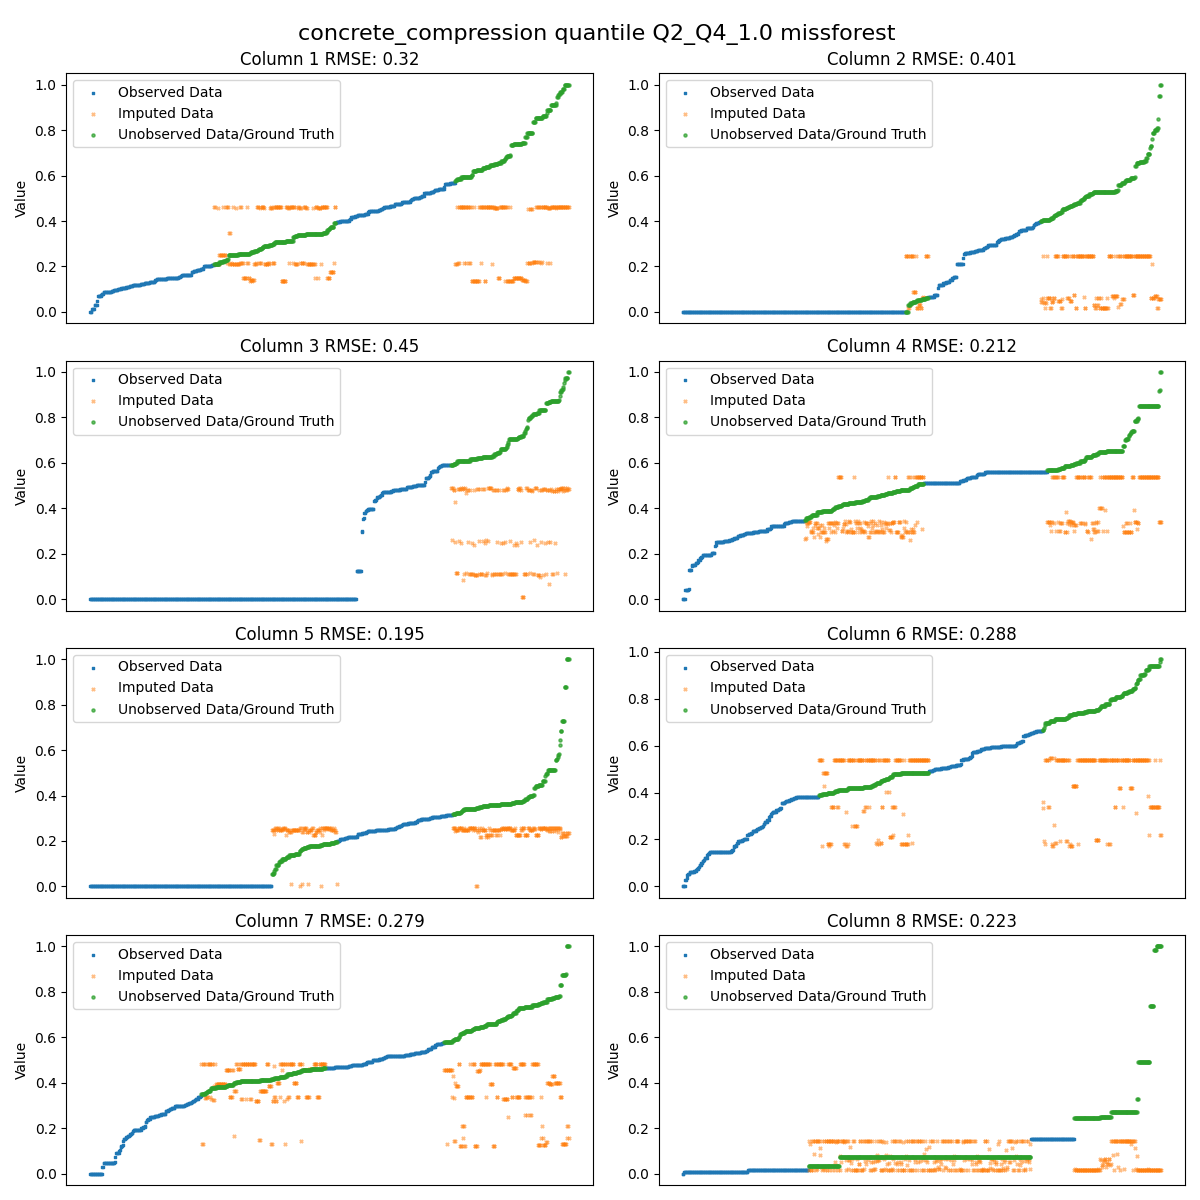 concrete_compression quantile Q2_Q4_1.0 missforest
Column 1 RMSE: 0.32
Value
1.0
0.8
0.6
0.4
0.2
0.0
Observed Data
Imputed Data
Unobserved Data/Ground Truth
Column 2 RMSE: 0.401
Value
1.0
0.8
0.6
0.4
0.2
0.0
Observed Data
Imputed Data
Unobserved Data/Ground Truth
Column 3 RMSE: 0.45
Value
1.0
0.8
0.6
0.4
0.2
0.0
Observed Data
Imputed Data
Unobserved Data/Ground Truth
Column 4 RMSE: 0.212
Value
1.0
0.8
0.6
0.4
0.2
0.0
Observed Data
Imputed Data
Unobserved Data/Ground Truth
Column 5 RMSE: 0.195
Value
1.0
0.8
0.6
0.4
0.2
0.0
Observed Data
Imputed Data
Unobserved Data/Ground Truth
Column 6 RMSE: 0.288
Value
1.0
0.8
0.6
0.4
0.2
0.0
Observed Data
Imputed Data
Unobserved Data/Ground Truth
Column 7 RMSE: 0.279
Value
1.0
0.8
0.6
0.4
0.2
0.0
Observed Data
Imputed Data
Unobserved Data/Ground Truth
Column 8 RMSE: 0.223
Value
1.0
0.8
0.6
0.4
0.2
0.0
Observed Data
Imputed Data
Unobserved Data/Ground Truth